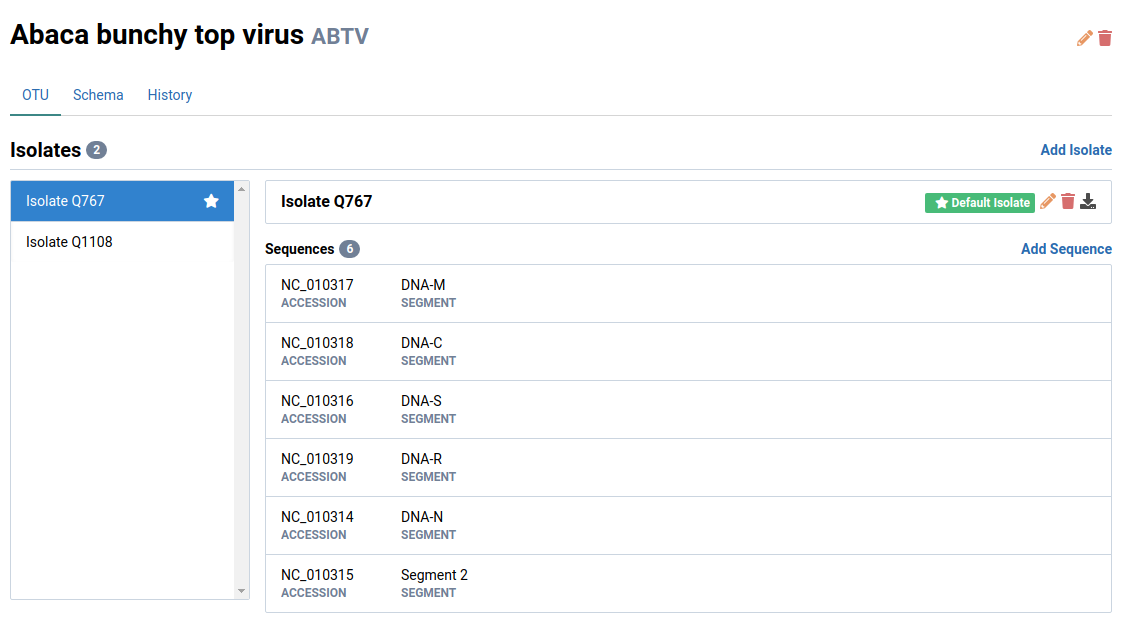 Abaca bunchy top virus ABTV
OTU Schema History
Isolates 2 Add Isolate
Isolate Q767
Isolate Q1108
Isolate Q767 Default Isolate
Sequences 6 Add Sequence
NC_010317 DNA-M
ACCESSION SEGMENT
NC_010318 DNA-C
ACCESSION SEGMENT
NC_010316 DNA-S
ACCESSION SEGMENT
NC_010319 DNA-R
ACCESSION SEGMENT
NC_010314 DNA-N
ACCESSION SEGMENT
NC_010315 Segment 2
ACCESSION SEGMENT